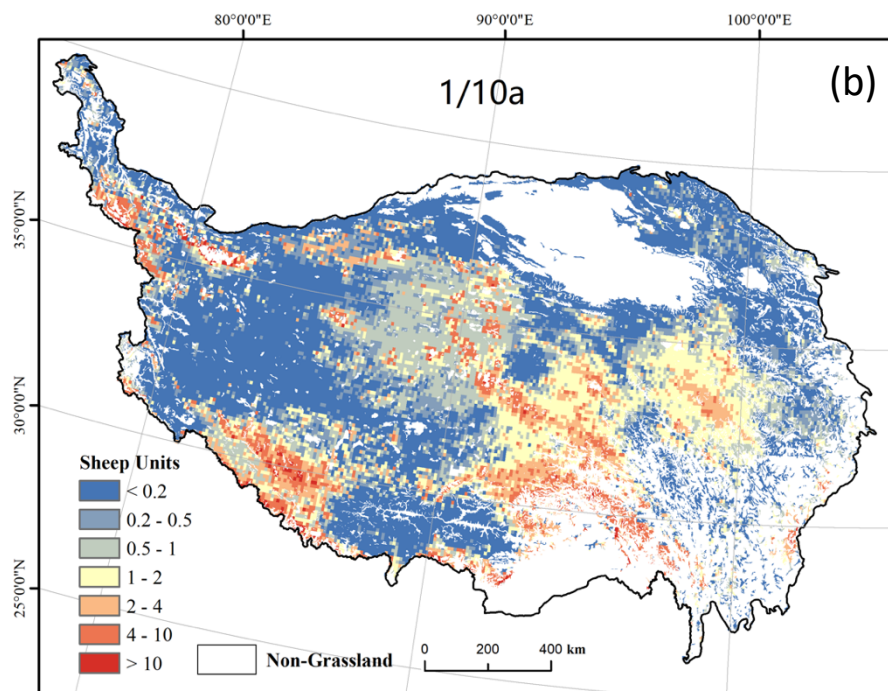 80°0'0"E 90°0'0"E 100°0'0"E
1/10a
(b)
35°0'0"N
30°0'0"N
25°0'0"N
Sheep Units
< 0.2
0.2 - 0.5
0.5 - 1
1 - 2
2 - 4
4 - 10
> 10
Non-Grassland
0 200 400 km